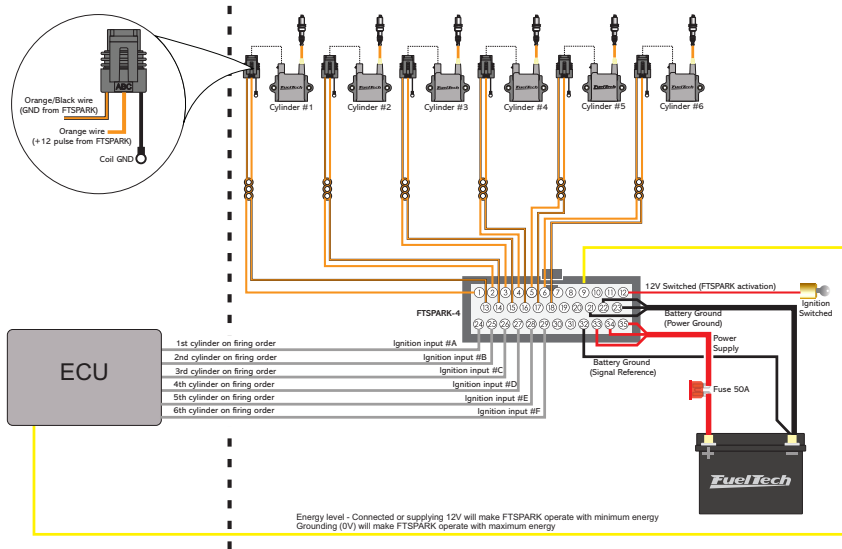 Cylinder #1
Cylinder #2
Cylinder #3
Cylinder #4
Cylinder #5
Cylinder #6
FuelTech
FuelTech
FuelTech
FuelTech
FuelTech
FuelTech
ABC
Orange/Black wire
(GND from FTSPARK)
Orange wire
(+12 pulse from FTSPARK)
Coil GND
FTSPARK-4
1 2 3 4 5 6 7 8 9 10 11 12
13 14 15 16 17 18 19 20 21 22 23
24 25 26 27 28 29 30 31 32 33 34 35
12V Switched (FTSPARK activation)
Ignition
Switched
Battery Ground
(Power Ground)
Power
Supply
Battery Ground
(Signal Reference)
Fuse 50A
ECU
1st cylinder on firing order
Ignition input #A
2nd cylinder on firing order
Ignition input #B
3rd cylinder on firing order
Ignition input #C
4th cylinder on firing order
Ignition input #D
5th cylinder on firing order
Ignition input #E
6th cylinder on firing order
Ignition input #F
+ −
FuelTech
Energy level - Connected or supplying 12V will make FTSPARK operate with minimum energy
Grounding (0V) will make FTSPARK operate with maximum energy